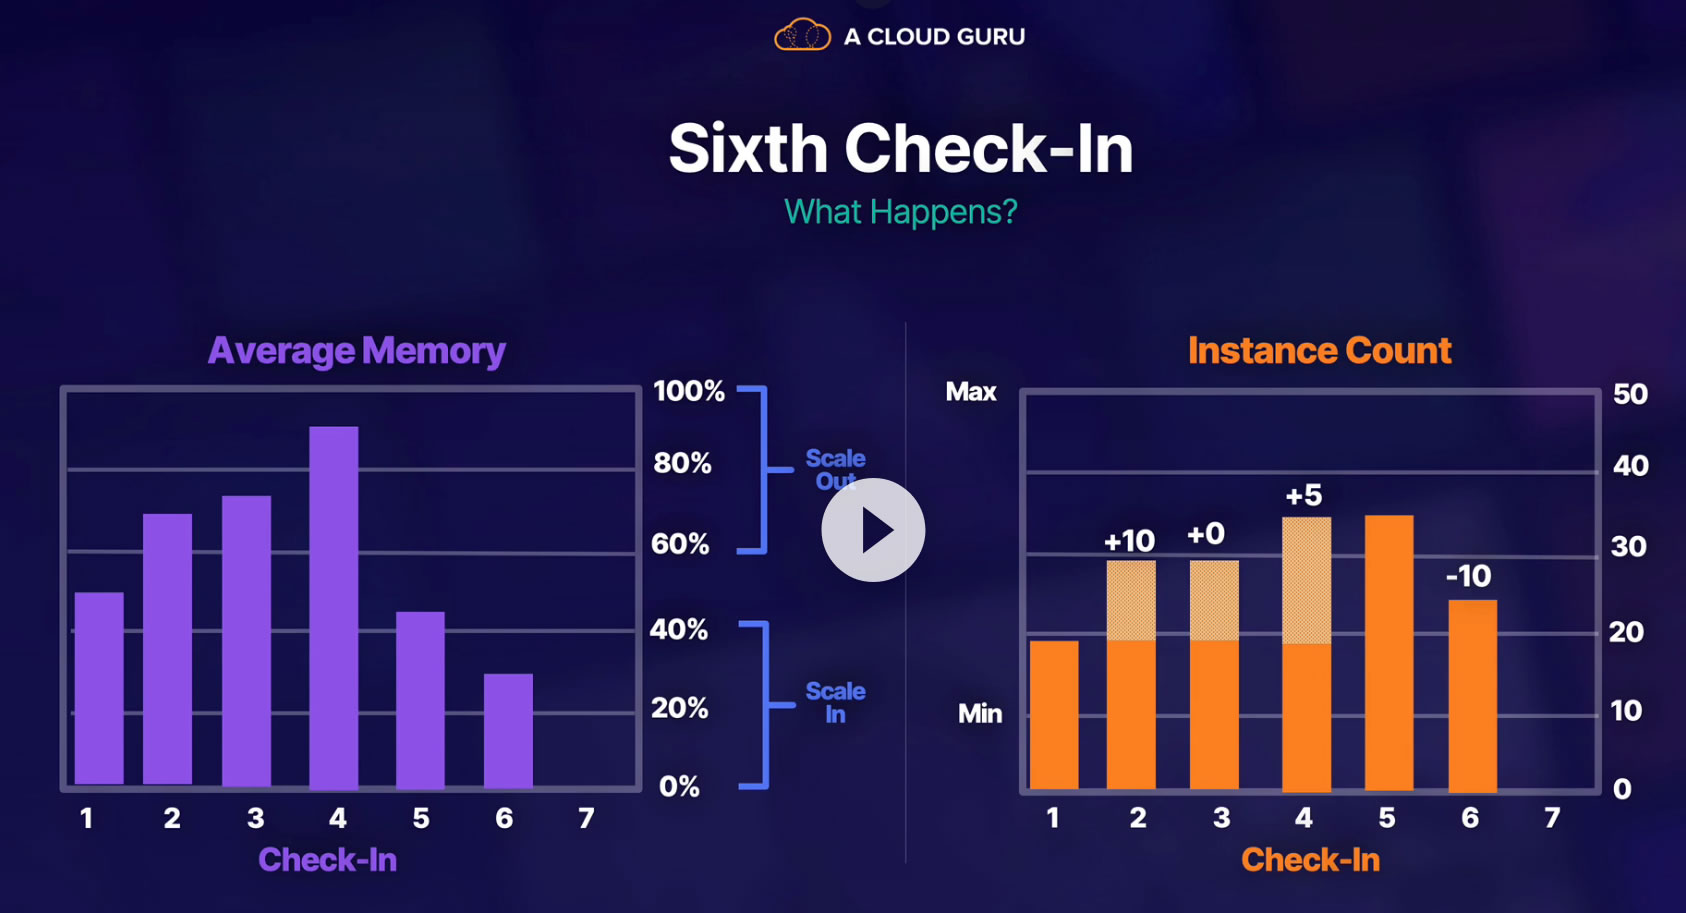 A CLOUD GURU
Sixth Check-In
What Happens?
Average Memory
100%
80%
60%
40%
20%
0%
Scale
Out
Scale
In
1 2 3 4 5 6 7
Check-In
Instance Count
Max
Min
+10 +0 +5 -10
50
40
30
20
10
0
1 2 3 4 5 6 7
Check-In